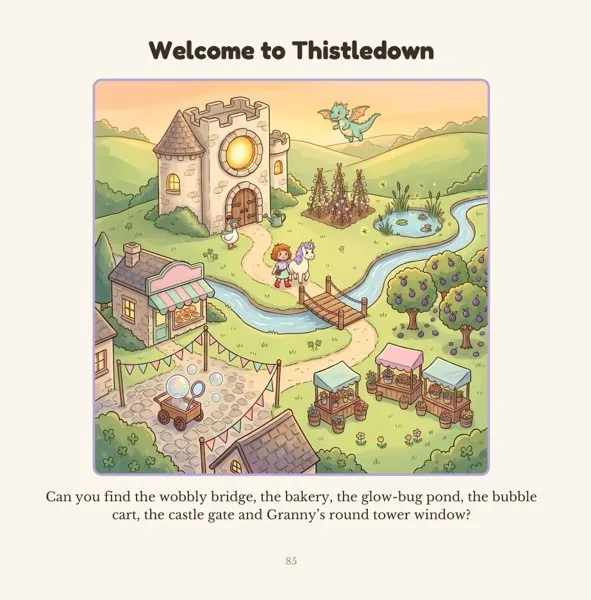 Welcome to Thistledown
Can you find the wobbly bridge, the bakery, the glow-bug pond, the bubble
cart, the castle gate and Granny's round tower window?
85